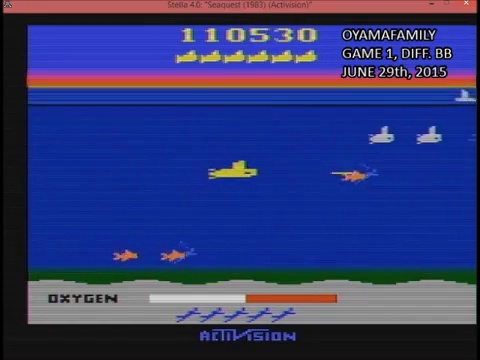 Stella 4.0: "Seaquest (1983) (Activision)"
110530
OYAMAFAMILY
GAME 1, DIFF. BB
JUNE 29th, 2015
OXYGEN
ACTIVISION